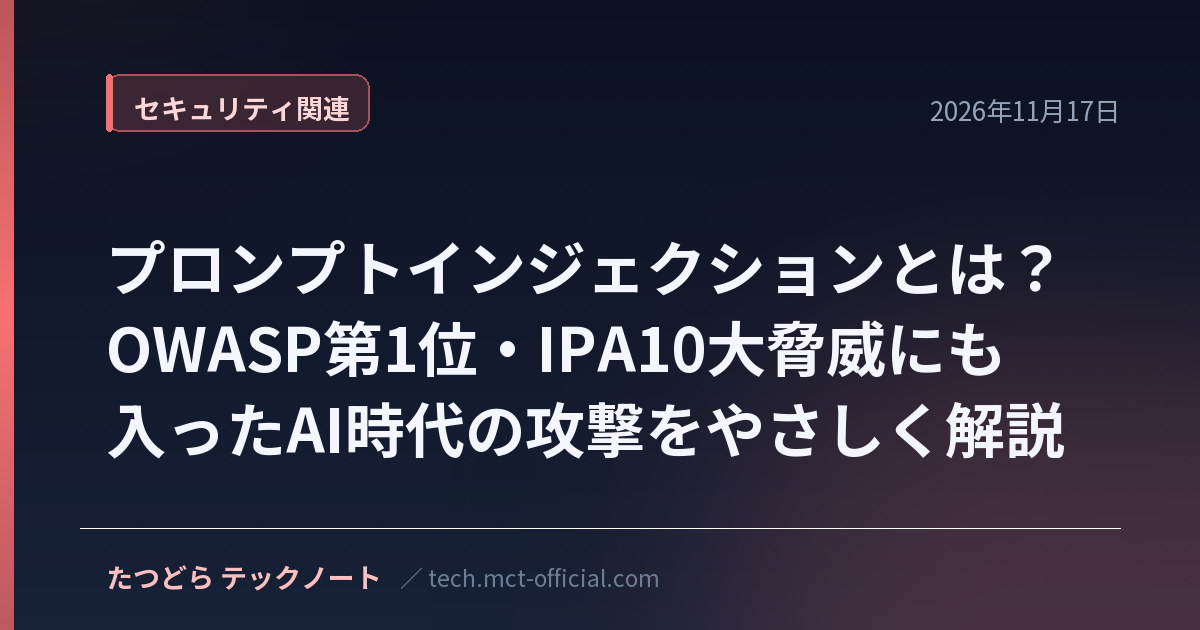 セキュリティ関連
2026年11月17日
プロンプトインジェクションとは？
OWASP第1位・IPA10大脅威にも
入ったAI時代の攻撃をやさしく解説
たつどら テックノート ／ tech.mct-official.com